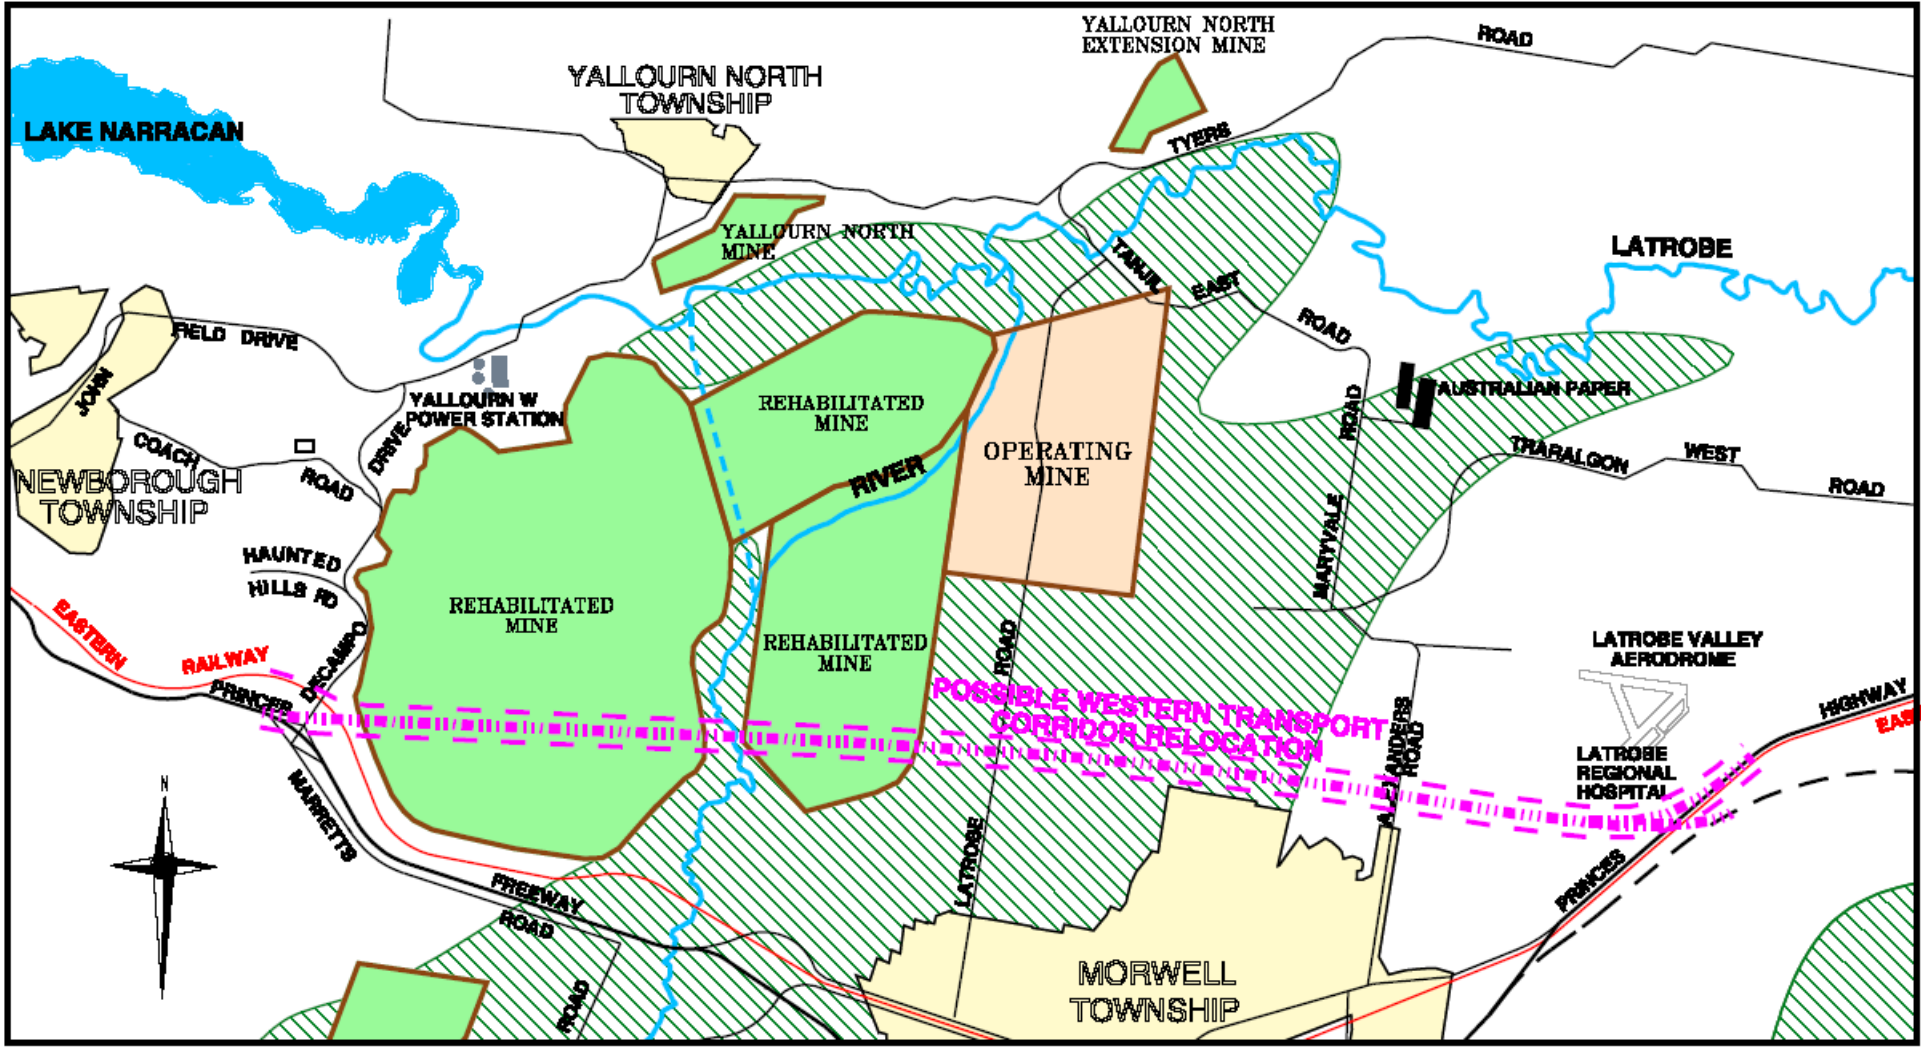 YALLOURN NORTH
EXTENSION MINE
ROAD
YALLOURN NORTH
TOWNSHIP
LAKE NARRACAN
TYERS
YALLOURN NORTH
MINE
LATROBE
TANJIL
EAST
ROAD
FIELD DRIVE
JOHN
YALLOURN W
POWER STATION
DRIVE
REHABILITATED
MINE
OPERATING
MINE
ROAD
AUSTRALIAN PAPER
COACH
ROAD
NEWBOROUGH
TOWNSHIP
RIVER
TRARALGON
WEST
ROAD
MARYVALE
HAUNTED
HILLS RD
REHABILITATED
MINE
REHABILITATED
MINE
ROAD
EASTERN
RAILWAY
DECAMPO
PRINCES
LATROBE VALLEY
AERODROME
POSSIBLE WESTERN TRANSPORT
CORRIDOR RELOCATION
ROAD
HIGHWAY
LATROBE
REGIONAL
HOSPITAL
N
MARRETTS
LATROBE
FREEWAY
ROAD
PRINCES
ROAD
MORWELL
TOWNSHIP